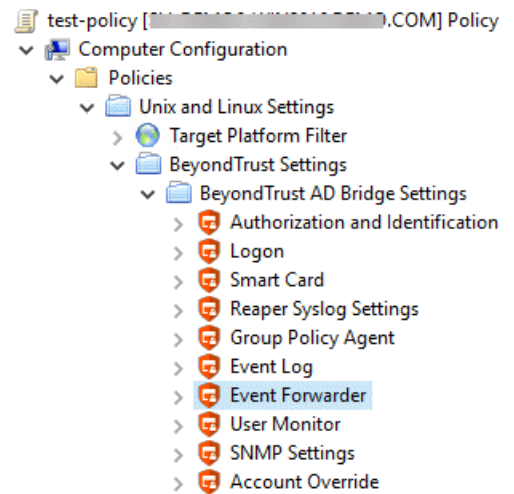 test-policy [ .COM] Policy
Computer Configuration
Policies
Unix and Linux Settings
Target Platform Filter
BeyondTrust Settings
BeyondTrust AD Bridge Settings
Authorization and Identification
Logon
Smart Card
Reaper Syslog Settings
Group Policy Agent
Event Log
Event Forwarder
User Monitor
SNMP Settings
Account Override